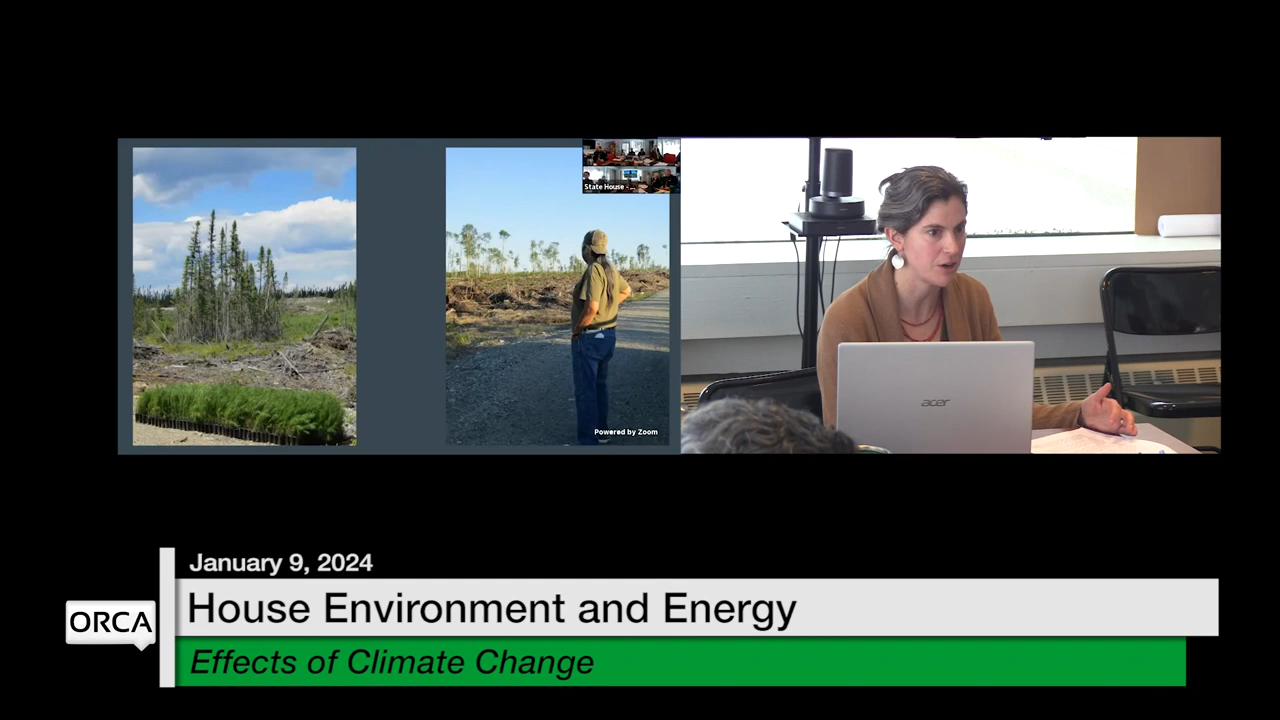 State House - ...
Powered by Zoom
acer
January 9, 2024
House Environment and Energy
ORCA
Effects of Climate Change